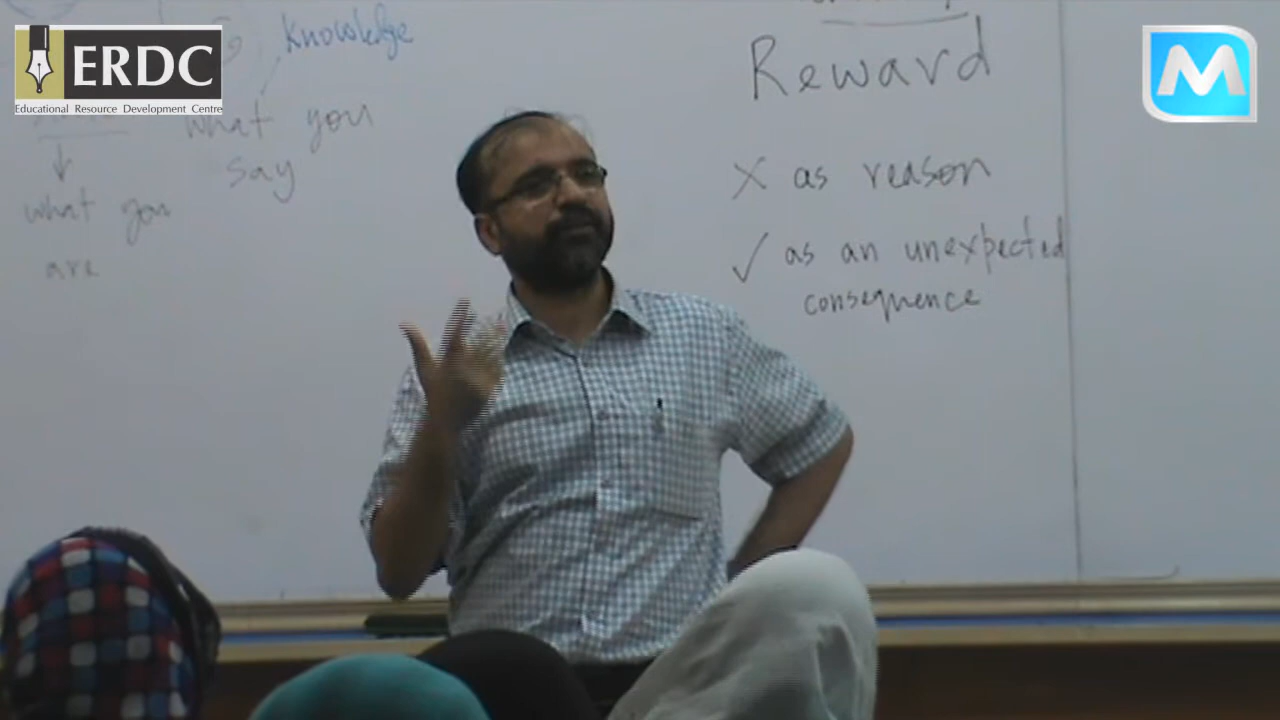 ERDC
Educational Resource Development Centre
M
Knowledge
what you
say
what you
are
Reward
x as reason
✓ as an unexpected
consequence